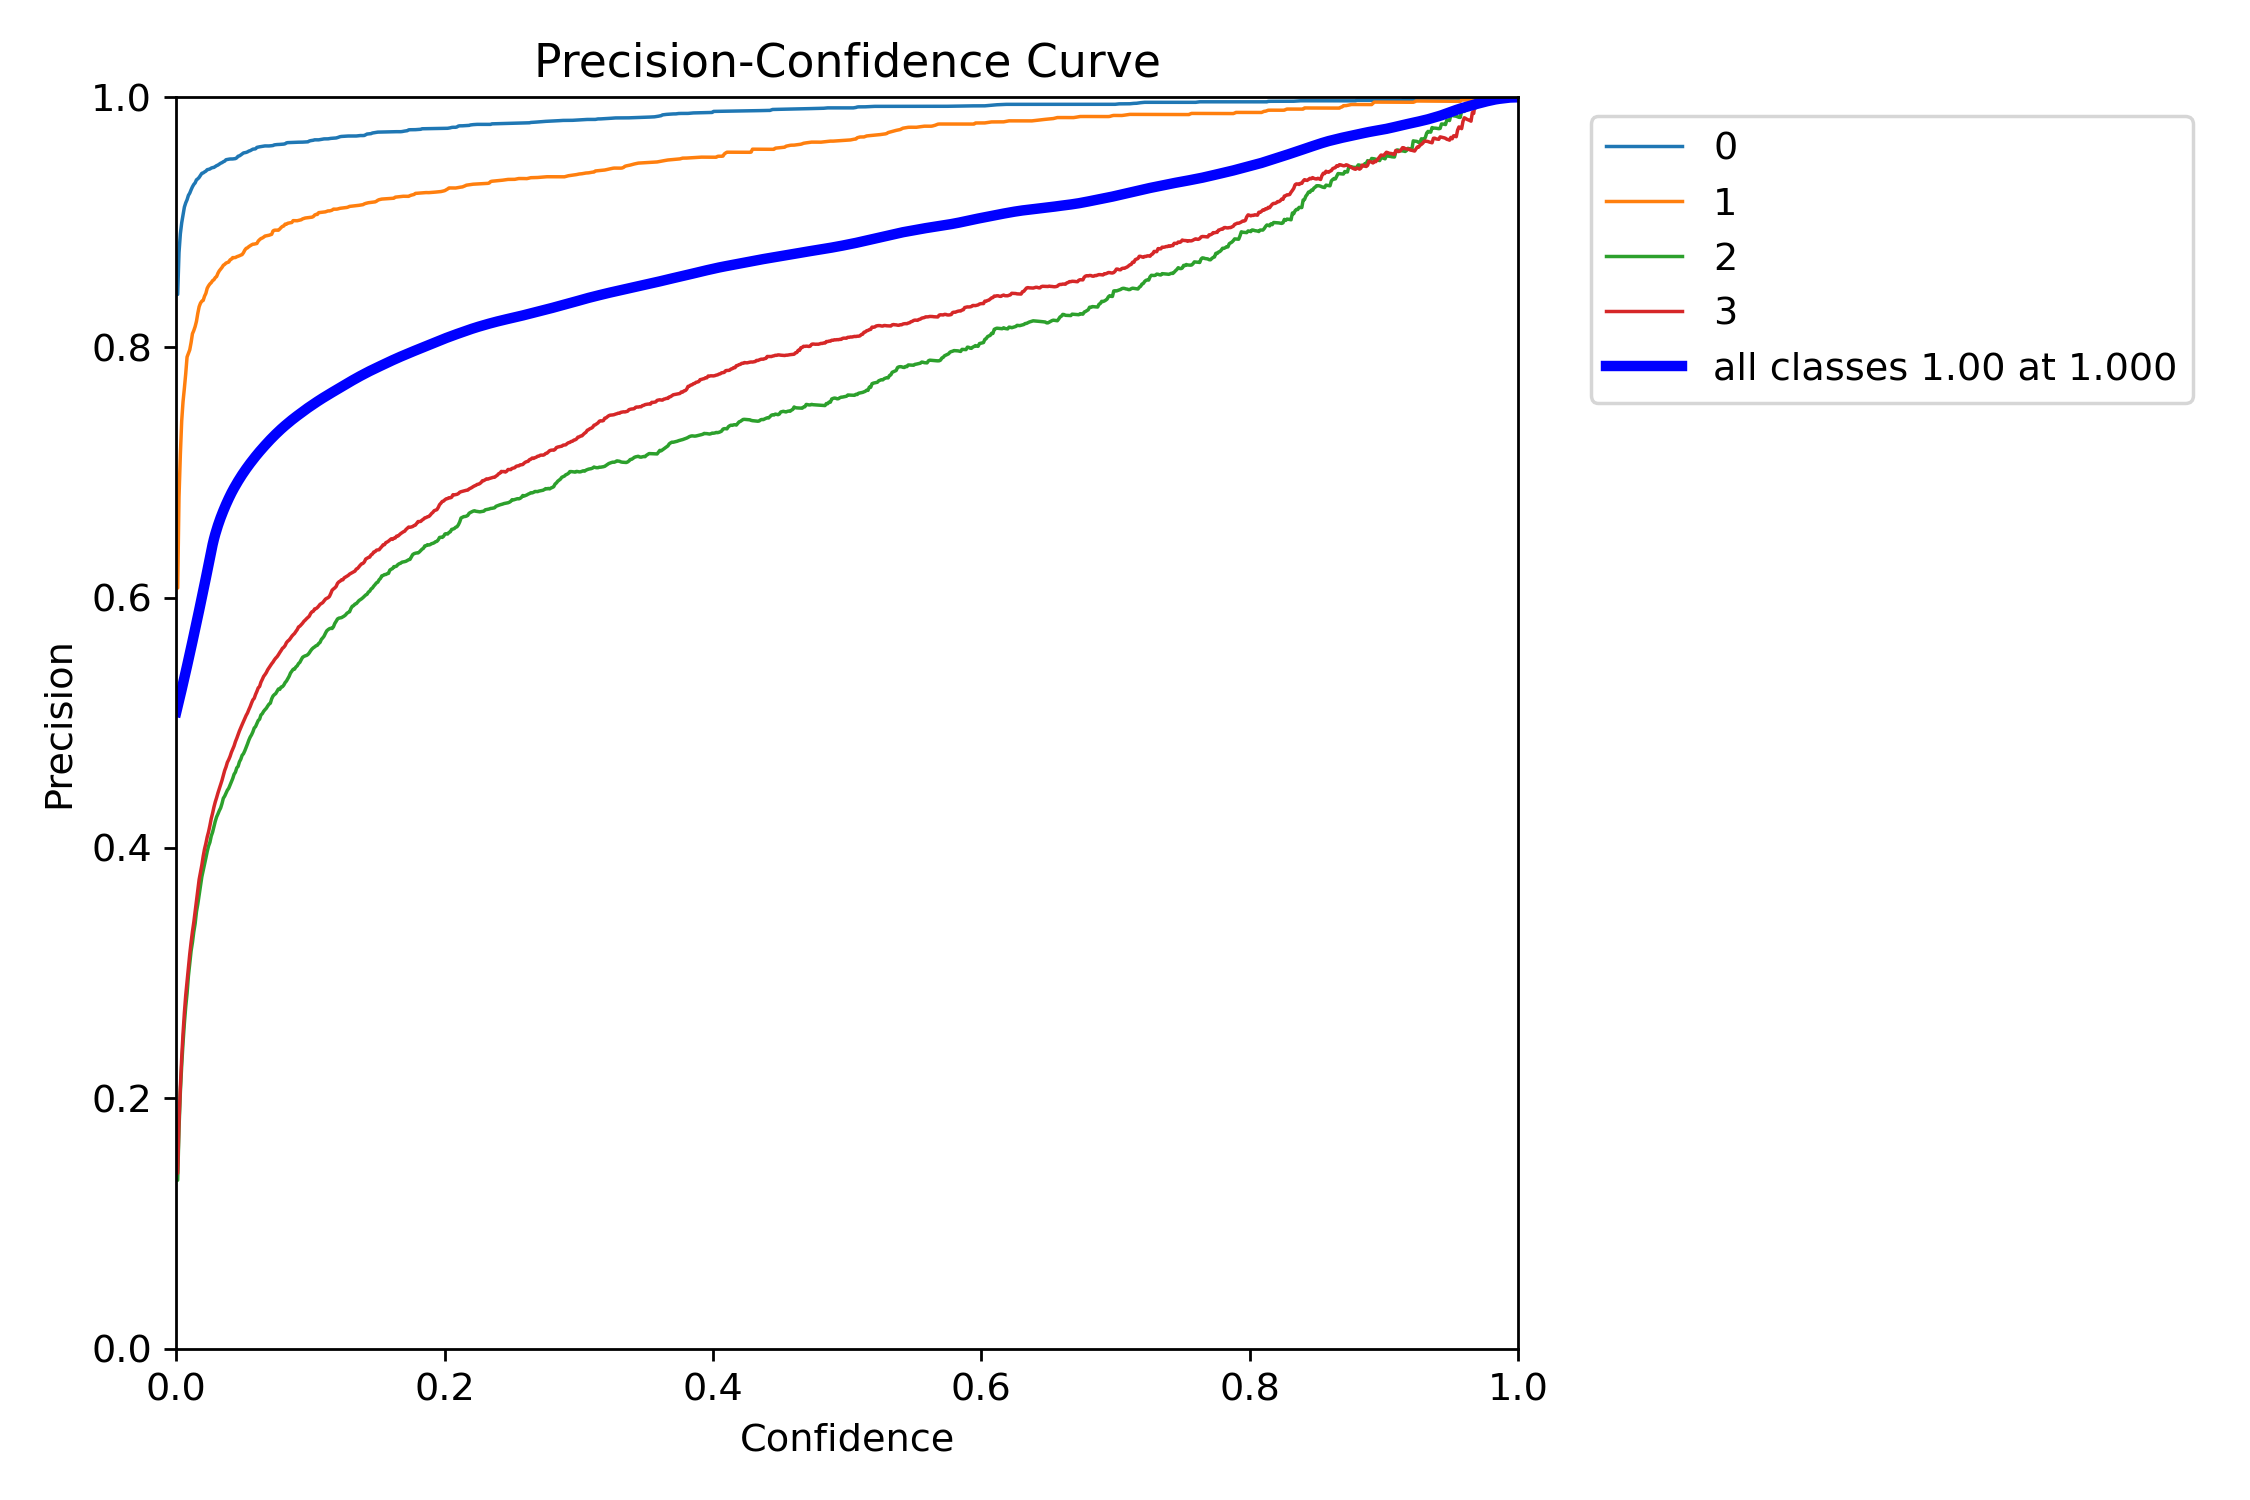 Precision-Confidence Curve
1.0
0.8
0.6
0.4
0.2
0.0
Precision
0.0 0.2 0.4 0.6 0.8 1.0
Confidence
0
1
2
3
all classes 1.00 at 1.000